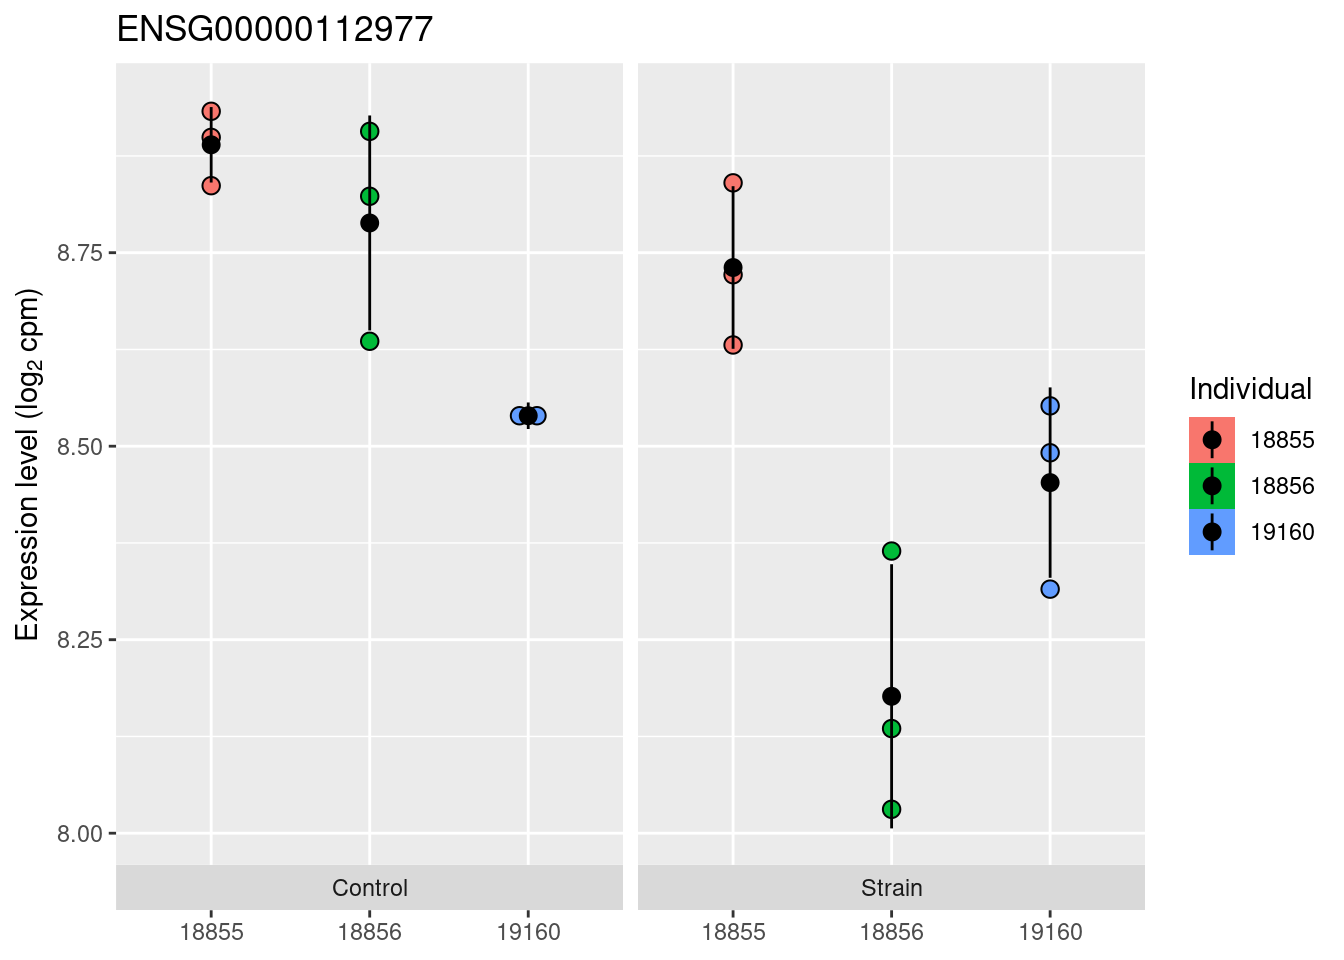 ENSG00000112977
Expression level (log₂ cpm)
8.75
8.50
8.25
8.00
Control
Strain
18855
18856
19160
18855
18856
19160
Individual
18855
18856
19160